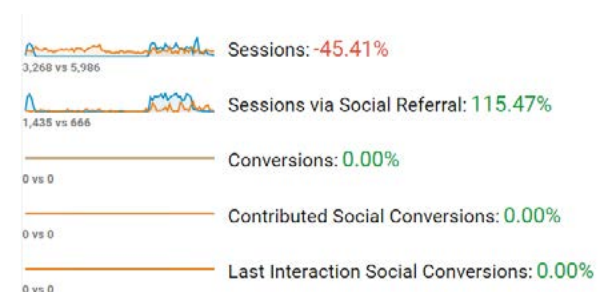 Sessions: -45.41%
3,268 vs 5,986
Sessions via Social Referral: 115.47%
1,435 vs 666
Conversions: 0.00%
0 vs 0
Contributed Social Conversions: 0.00%
0 vs 0
Last Interaction Social Conversions: 0.00%
0 vs 0